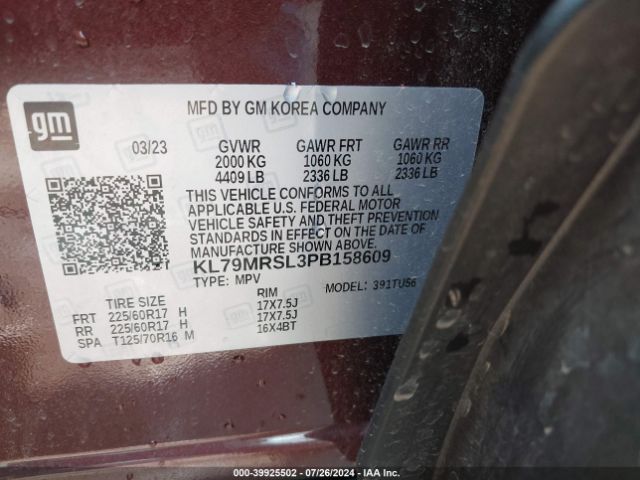 gm
MFD BY GM KOREA COMPANY
03/23 GVWR GAWR FRT GAWR RR
2000 KG 1060 KG 1060 KG
4409 LB 2336 LB 2336 LB
THIS VEHICLE CONFORMS TO ALL
APPLICABLE U.S. FEDERAL MOTOR
VEHICLE SAFETY AND THEFT PREVENTION
STANDARDS IN EFFECT ON THE DATE OF
MANUFACTURE SHOWN ABOVE.
KL79MRSL3PB158609
TYPE: MPV MODEL: 391TU56
TIRE SIZE RIM
FRT 225/60R17 H 17X7.5J
RR 225/60R17 H 17X7.5J
SPA T125/70R16 M 16X4BT
000-39925502 / 07/26/2024 / IAA Inc.